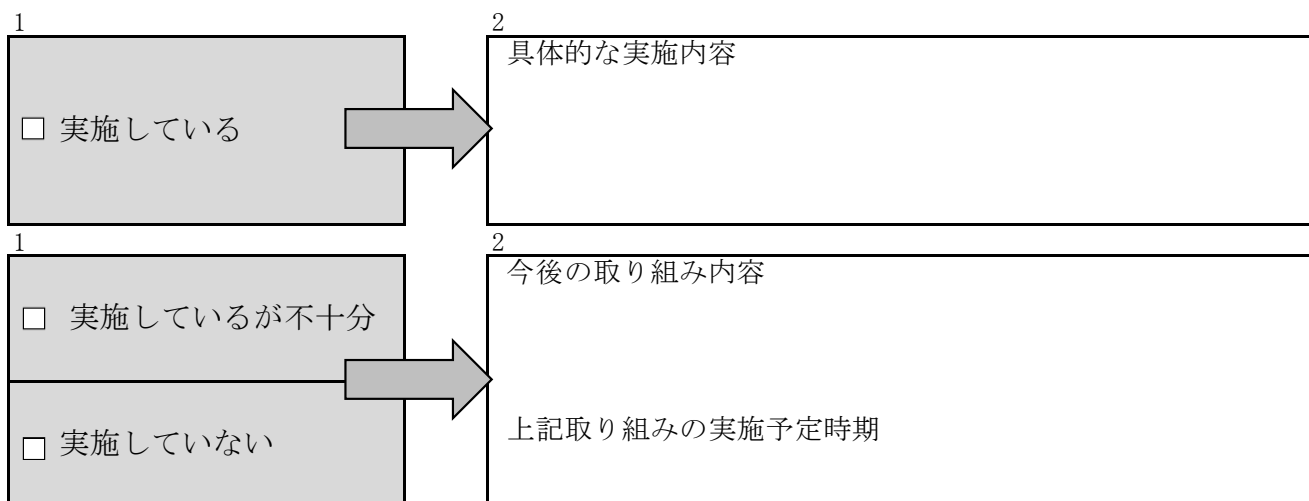 1
2
具体的な実施内容
□ 実施している
1
2
今後の取り組み内容
□ 実施しているが不十分
上記取り組みの実施予定時期
□ 実施していない